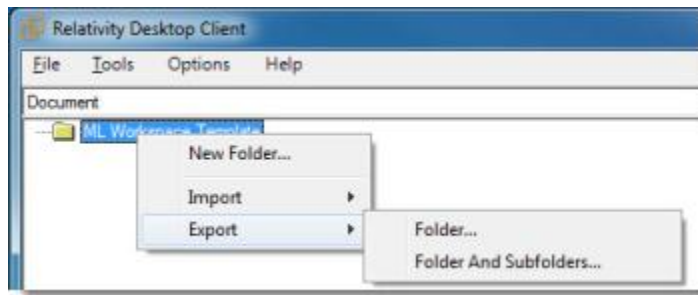 Relativity Desktop Client
File Tools Options Help
Document
ML Workspace Template
New Folder...
Import
Export
Folder...
Folder And Subfolders...